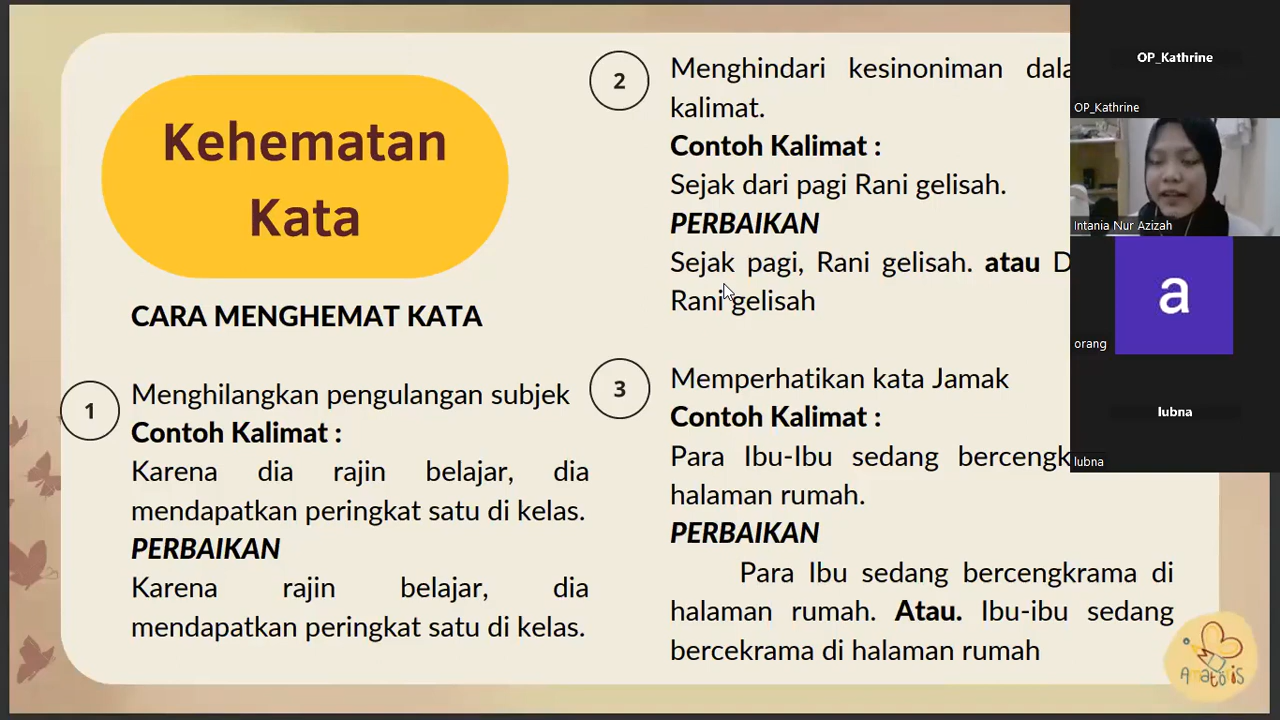 Kehematan
Kata
CARA MENGHEMAT KATA
1
Menghilangkan pengulangan subjek
Contoh Kalimat :
Karena dia rajin belajar, dia
mendapatkan peringkat satu di kelas.
PERBAIKAN
Karena rajin belajar, dia
mendapatkan peringkat satu di kelas.
2
Menghindari kesinoniman
kalimat.
Contoh Kalimat :
Sejak dari pagi Rani gelisah.
PERBAIKAN
Sejak pagi, Rani gelisah. atau
Rani gelisah
3
Memperhatikan kata Jamak
Contoh Kalimat :
Para Ibu-Ibu sedang
halaman rumah.
PERBAIKAN
Para Ibu sedang bercengkrama di
halaman rumah. Atau. Ibu-ibu sedang
bercekrama di halaman rumah
Amatöris
OP_Kathrine
OP_Kathrine
Intania Nur Azizah
a
orang
lubna
lubna